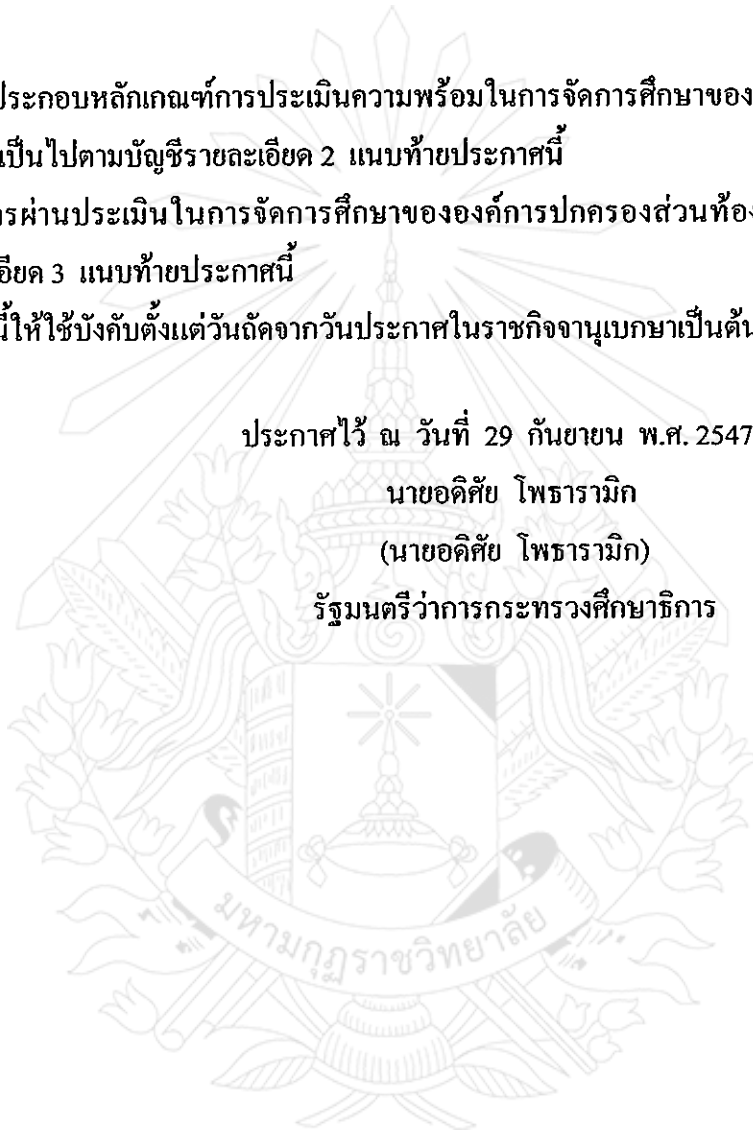 ประกอบหลักเกณฑ์การประเมินความพร้อมในการจัดการศึกษาของ
เป็นไปตามบัญชีรายละเอียด 2 แนบท้ายประกาศนี้
รผ่านประเมินในการจัดการศึกษาขององค์การปกครองส่วนท้อง
อียด 3 แนบท้ายประกาศนี้
นี้ให้ใช้บังคับตั้งแต่วันถัดจากวันประกาศในราชกิจจานุเบกษาเป็นต้น
ประกาศไว้ ณ วันที่ 29 กันยายน พ.ศ. 2547
นายอดิศัย โพธารามิก
(นายอดิศัย โพธารามิก)
รัฐมนตรีว่าการกระทรวงศึกษาธิการ
มหามกุฏราชวิทยาลัย